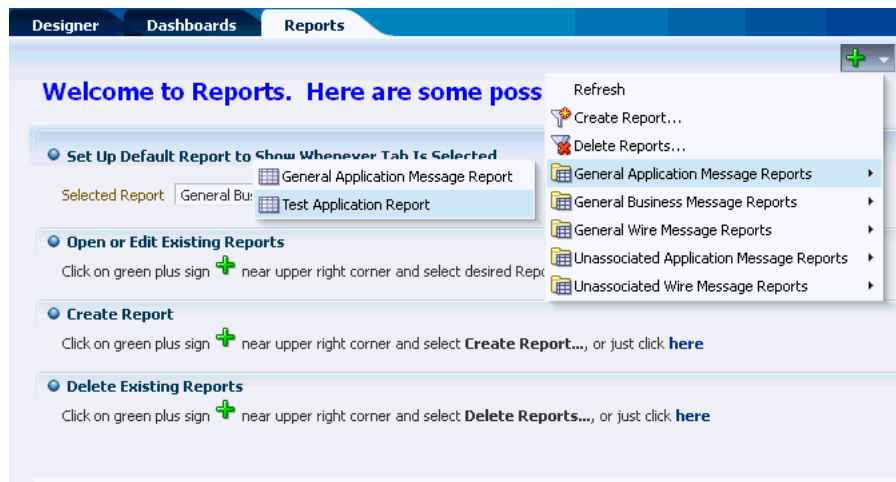 Designer Dashboards Reports
Welcome to Reports. Here are some poss
Refresh
Create Report...
Delete Reports...
General Application Message Reports
General Business Message Reports
General Wire Message Reports
Unassociated Application Message Reports
Unassociated Wire Message Reports
Set Up Default Report to Show Whenever Tab Is Selected
General Application Message Report
Test Application Report
Selected Report General Bu
Open or Edit Existing Reports
Click on green plus sign near upper right corner and select desired Repo
Create Report
Click on green plus sign near upper right corner and select Create Report..., or just click here
Delete Existing Reports
Click on green plus sign near upper right corner and select Delete Reports..., or just click here